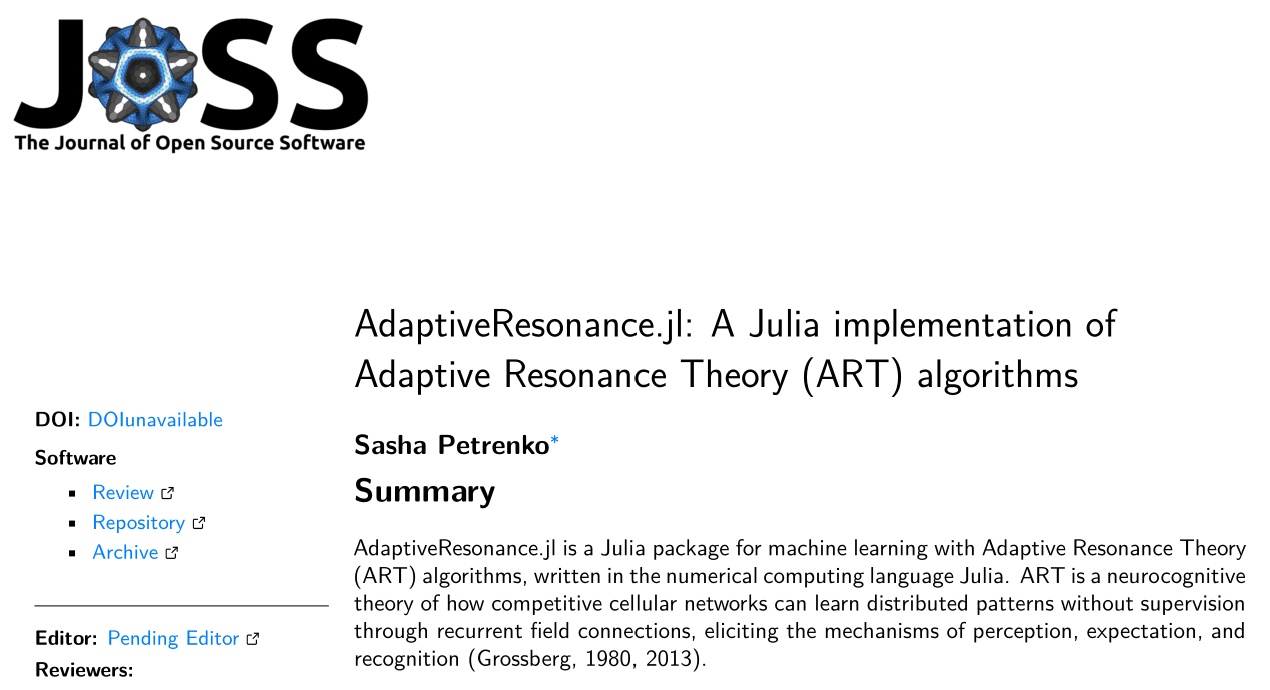 JOSS
The Journal of Open Source Software
AdaptiveResonance.jl: A Julia implementation of
Adaptive Resonance Theory (ART) algorithms
DOI: DOIunavailable
Software
▪ Review
▪ Repository
▪ Archive
Editor: Pending Editor
Reviewers:
Sasha Petrenko*
Summary
AdaptiveResonance.jl is a Julia package for machine learning with Adaptive Resonance Theory
(ART) algorithms, written in the numerical computing language Julia. ART is a neurocognitive
theory of how competitive cellular networks can learn distributed patterns without supervision
through recurrent field connections, eliciting the mechanisms of perception, expectation, and
recognition (Grossberg, 1980, 2013).